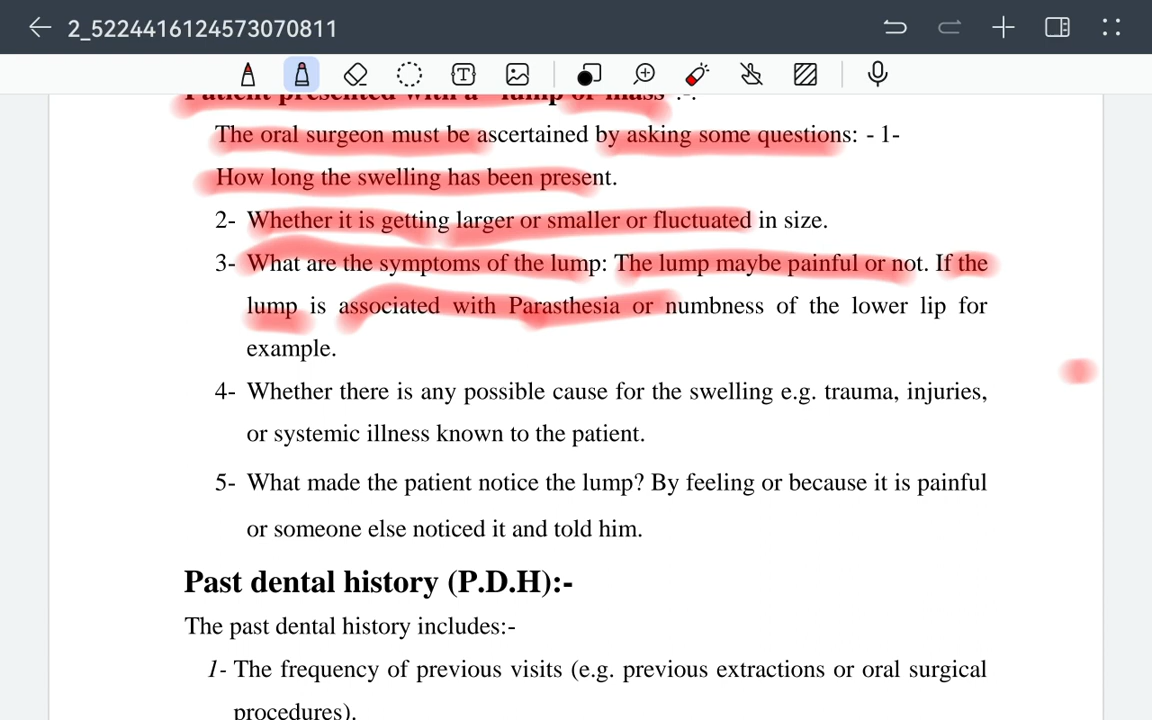 2_5224416124573070811
Patient presented with a lump or mass :-
The oral surgeon must be ascertained by asking some questions: - 1-
How long the swelling has been present.
2- Whether it is getting larger or smaller or fluctuated in size.
3- What are the symptoms of the lump: The lump maybe painful or not. If the
lump is associated with Parasthesia or numbness of the lower lip for
example.
4- Whether there is any possible cause for the swelling e.g. trauma, injuries,
or systemic illness known to the patient.
5- What made the patient notice the lump? By feeling or because it is painful
or someone else noticed it and told him.
Past dental history (P.D.H):-
The past dental history includes:-
1- The frequency of previous visits (e.g. previous extractions or oral surgical
procedures).